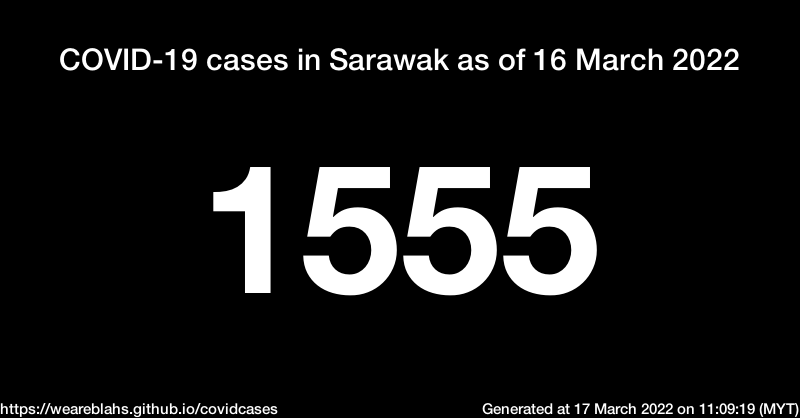 COVID-19 cases in Sarawak as of 16 March 2022
1555
https://weareblahs.github.io/covidcases
Generated at 17 March 2022 on 11:09:19 (MYT)